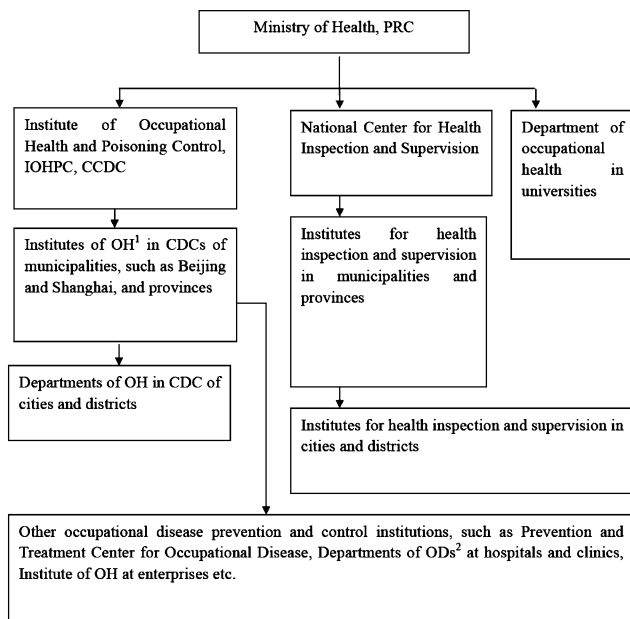 Ministry of Health, PRC
Institute of Occupational
Health and Poisoning Control,
IOHPC, CCDC
National Center for Health
Inspection and Supervision
Department of
occupational
health in
universities
Institutes of OH¹ in CDCs of
municipalities, such as Beijing
and Shanghai, and provinces
Institutes for health
inspection and supervision
in municipalities and
provinces
Departments of OH in CDC of
cities and districts
Institutes for health inspection and supervision in
cities and districts
Other occupational disease prevention and control institutions, such as Prevention and
Treatment Center for Occupational Disease, Departments of ODs² at hospitals and clinics,
Institute of OH at enterprises etc.